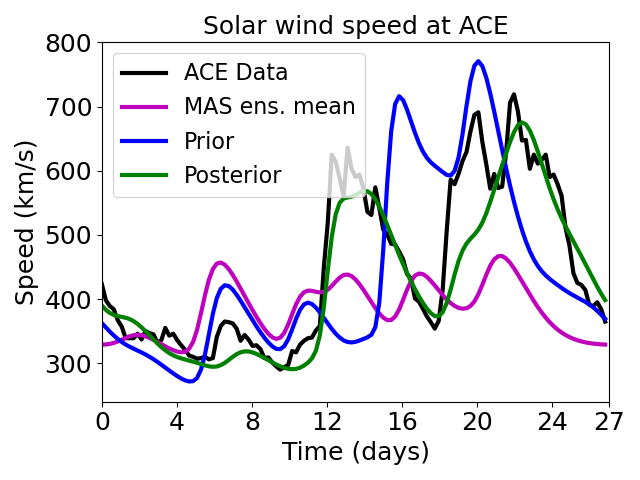 Solar wind speed at ACE
800
700
600
500
400
300
Speed (km/s)
ACE Data
MAS ens. mean
Prior
Posterior
0 4 8 12 16 20 24 27
Time (days)